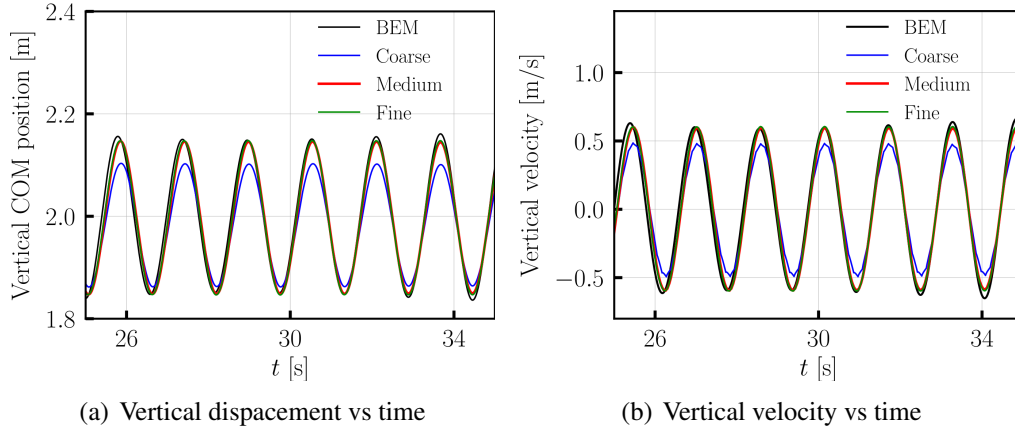 Vertical COM position [m]
2.4
2.2
2.0
1.8
26
30
34
t [s]
BEM
Coarse
Medium
Fine
(a) Vertical dispacement vs time
Vertical velocity [m/s]
1.0
0.5
0.0
−0.5
26
30
34
t [s]
BEM
Coarse
Medium
Fine
(b) Vertical velocity vs time